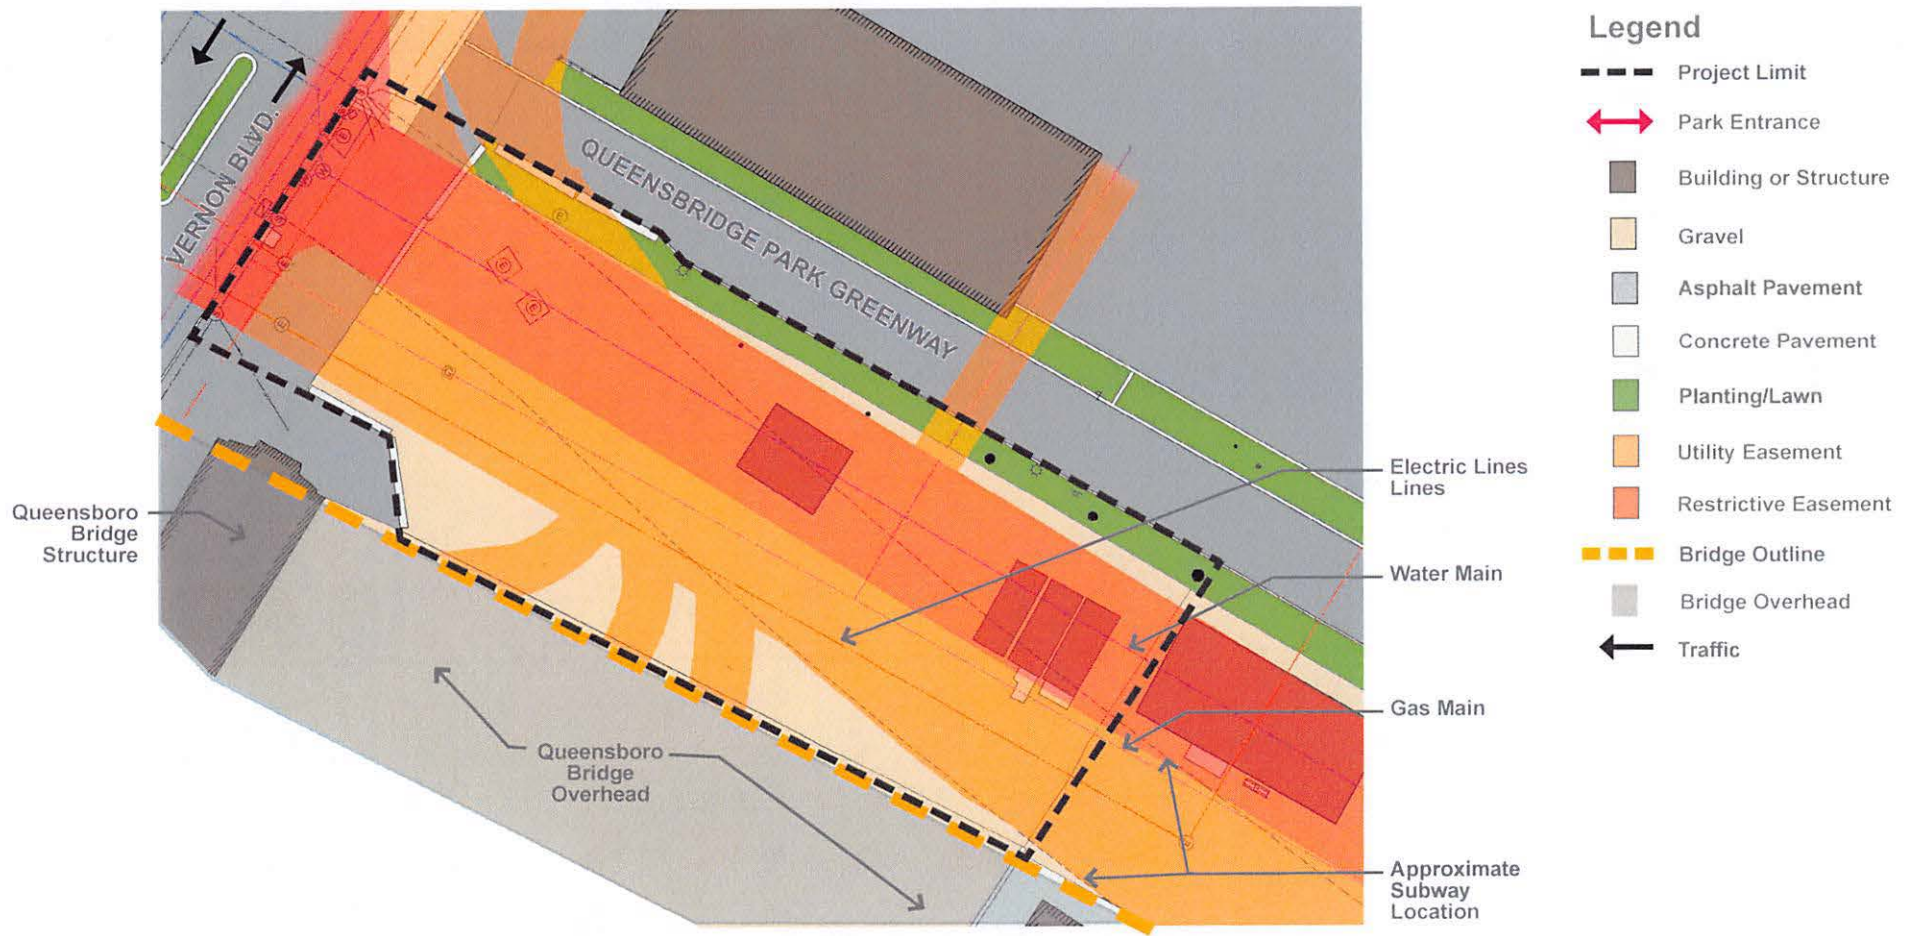 Legend
Project Limit
Park Entrance
Building or Structure
Gravel
Asphalt Pavement
Concrete Pavement
Planting/Lawn
Utility Easement
Restrictive Easement
Bridge Outline
Bridge Overhead
Traffic
VERNON BLVD.
QUEENSBRIDGE PARK GREENWAY
Electric Lines
Lines
Water Main
Gas Main
Approximate
Subway
Location
Queensboro
Bridge
Structure
Queensboro
Bridge
Overhead